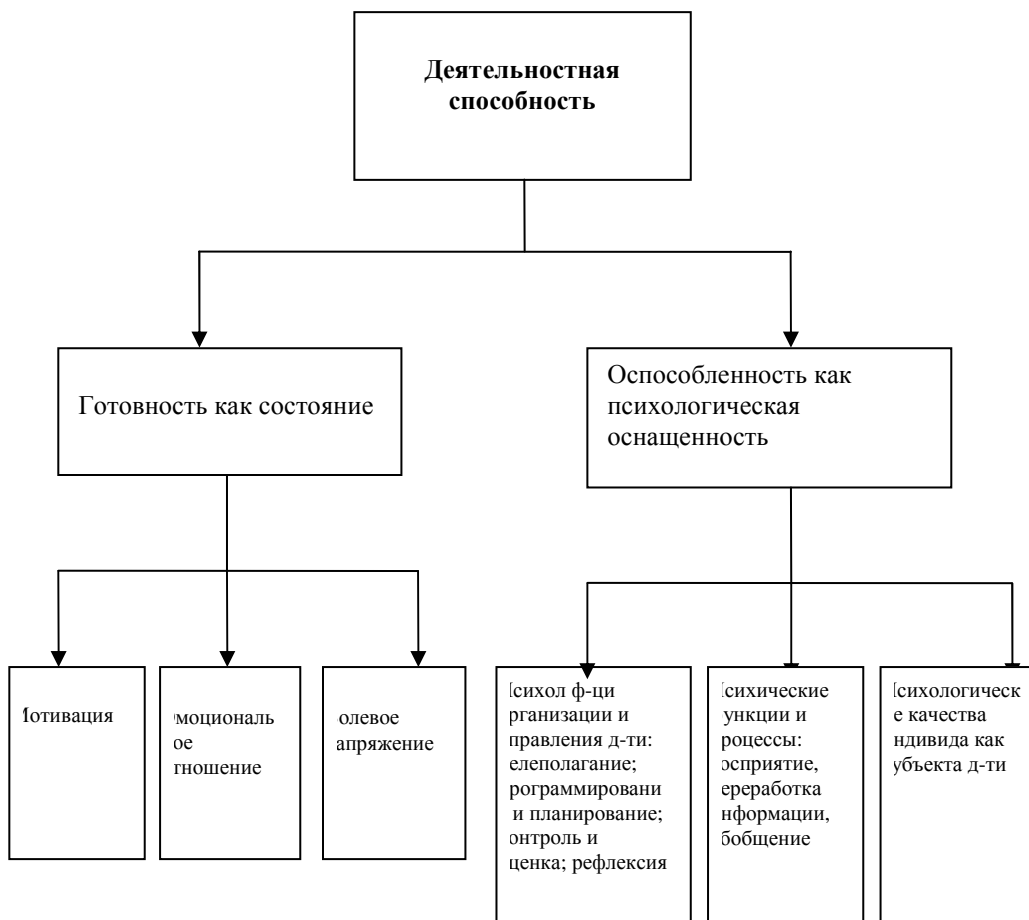 Деятельностная
способность
Готовность как состояние
Оспособленность как
психологическая
оснащенность
отивация
моциональ
ое
тношение
олевое
апряжение
сихол ф-ци
рганизации и
правления д-ти:
елеполагание;
рограммировани
и планирование;
онтроль и
ценка; рефлексия
сихические
ункции и
роцессы:
осприятие,
ереработка
нформации,
бобщение
сихологическ
е качества
ндивида как
убъекта д-ти